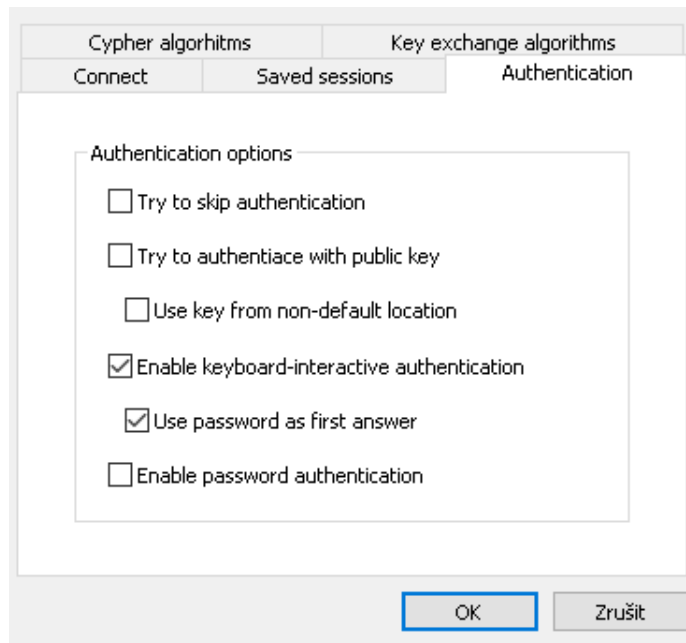 Cypher algorhitms
Key exchange algorithms
Connect
Saved sessions
Authentication
Authentication options
Try to skip authentication
Try to authentiace with public key
Use key from non-default location
Enable keyboard-interactive authentication
Use password as first answer
Enable password authentication
OK
Zrušit